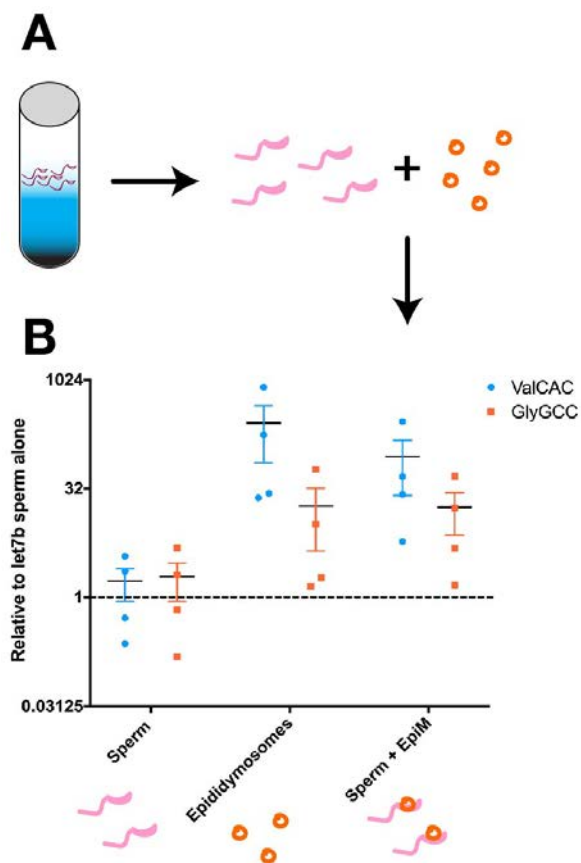 A
+
B
Relative to let7b sperm alone
1024
32
1
0.03125
ValCAC
GlyGCC
Sperm
Epididymosomes
Sperm + EpiM